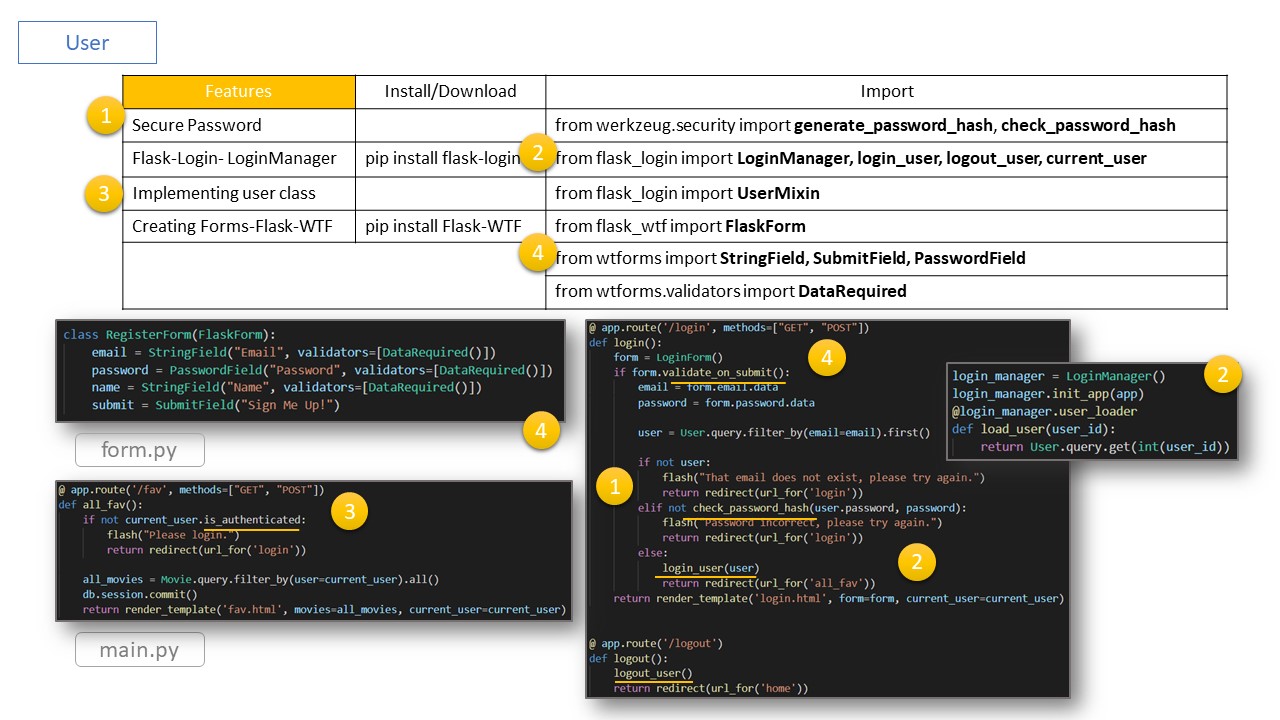 User
Features Install/Download Import
1
Secure Password from werkzeug.security import generate_password_hash, check_password_hash
Flask-Login- LoginManager pip install flask-login 2 from flask_login import LoginManager, login_user, logout_user, current_user
3 Implementing user class from flask_login import UserMixin
Creating Forms-Flask-WTF pip install Flask-WTF from flask_wtf import FlaskForm
4 from wtforms import StringField, SubmitField, PasswordField
from wtforms.validators import DataRequired
class RegisterForm(FlaskForm):
email = StringField("Email", validators=[DataRequired()])
password = PasswordField("Password", validators=[DataRequired()])
name = StringField("Name", validators=[DataRequired()])
submit = SubmitField("Sign Me Up!")
4
form.py
@ app.route('/fav', methods=["GET", "POST"])
def all_fav():
3
if not current_user.is_authenticated:
flash("Please login.")
return redirect(url_for('login'))
all_movies = Movie.query.filter_by(user=current_user).all()
db.session.commit()
return render_template('fav.html', movies=all_movies, current_user=current_user)
main.py
@ app.route('/login', methods=["GET", "POST"])
def login():
form = LoginForm()
4
if form.validate_on_submit():
email = form.email.data
password = form.password.data
user = User.query.filter_by(email=email).first()
if not user:
1
flash("That email does not exist, please try again.")
return redirect(url_for('login'))
elif not check_password_hash(user.password, password):
flash("Password incorrect, please try again.")
return redirect(url_for('login'))
else:
2
login_user(user)
return redirect(url_for('all_fav'))
return render_template('login.html', form=form, current_user=current_user)
@ app.route('/logout')
def logout():
logout_user()
return redirect(url_for('home'))
2
login_manager = LoginManager()
login_manager.init_app(app)
@login_manager.user_loader
def load_user(user_id):
return User.query.get(int(user_id))